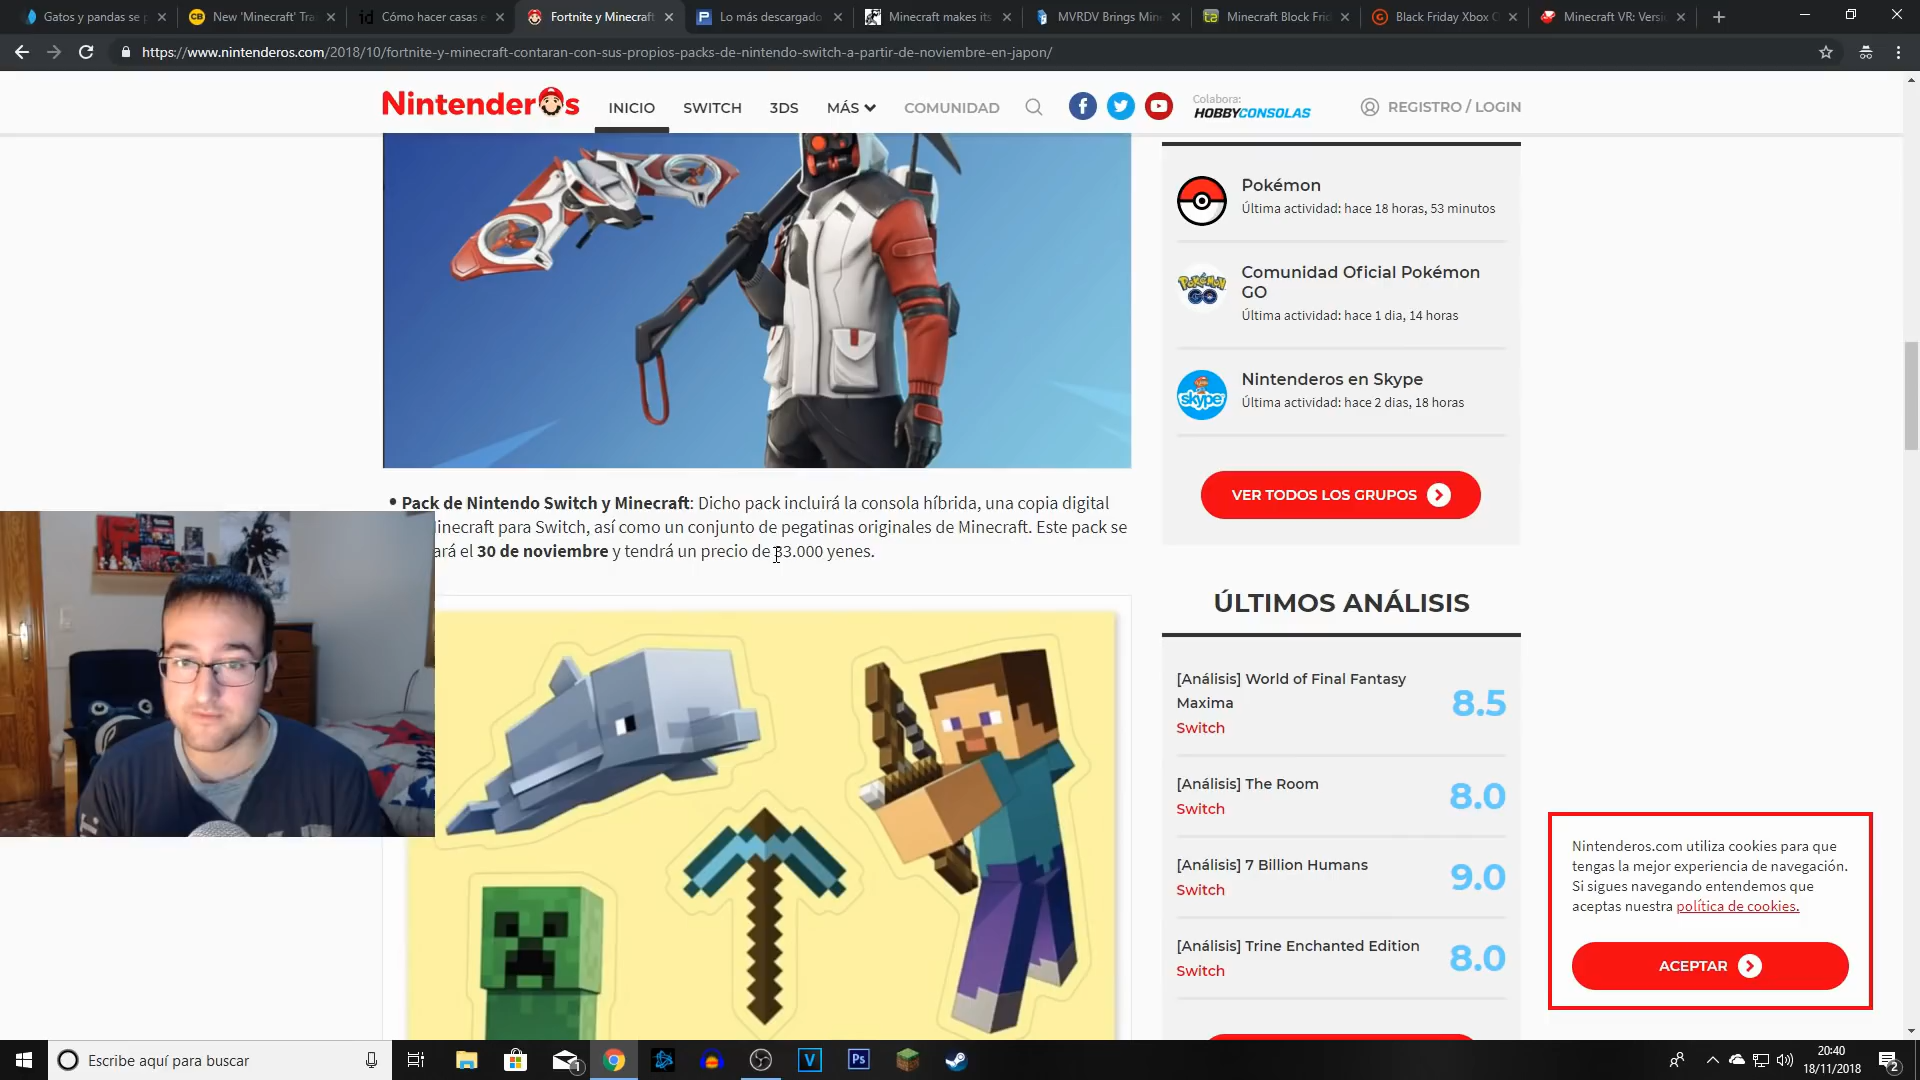 Gatos y pandas se p
New 'Minecraft' Tra
Cómo hacer casas e
Fortnite y Minecraft
Lo más descargado
Minecraft makes its
MVRDV Brings Min
Minecraft Block Frid
Black Friday Xbox G
Minecraft VR: Versi
https://www.nintenderos.com/2018/10/fortnite-y-minecraft-contaran-con-sus-propios-packs-de-nintendo-switch-a-partir-de-noviembre-en-japon/
Nintenderos
INICIO
SWITCH
3DS
MÁS
COMUNIDAD
Colabora:
HOBBYCONSOLAS
REGISTRO / LOGIN
Pokémon
Última actividad: hace 18 horas, 53 minutos
Comunidad Oficial Pokémon
GO
Última actividad: hace 1 dia, 14 horas
Nintenderos en Skype
Última actividad: hace 2 dias, 18 horas
VER TODOS LOS GRUPOS
• Pack de Nintendo Switch y Minecraft: Dicho pack incluirá la consola híbrida, una copia digital
inecraft para Switch, así como un conjunto de pegatinas originales de Minecraft. Este pack se
ará el 30 de noviembre y tendrá un precio de 33.000 yenes.
ÚLTIMOS ANÁLISIS
[Análisis] World of Final Fantasy
Maxima
Switch
8.5
[Análisis] The Room
Switch
8.0
[Análisis] 7 Billion Humans
Switch
9.0
[Análisis] Trine Enchanted Edition
Switch
8.0
Nintenderos.com utiliza cookies para que
tengas la mejor experiencia de navegación.
Si sigues navegando entendemos que
aceptas nuestra política de cookies.
ACEPTAR
Escribe aquí para buscar
20:40
18/11/2018